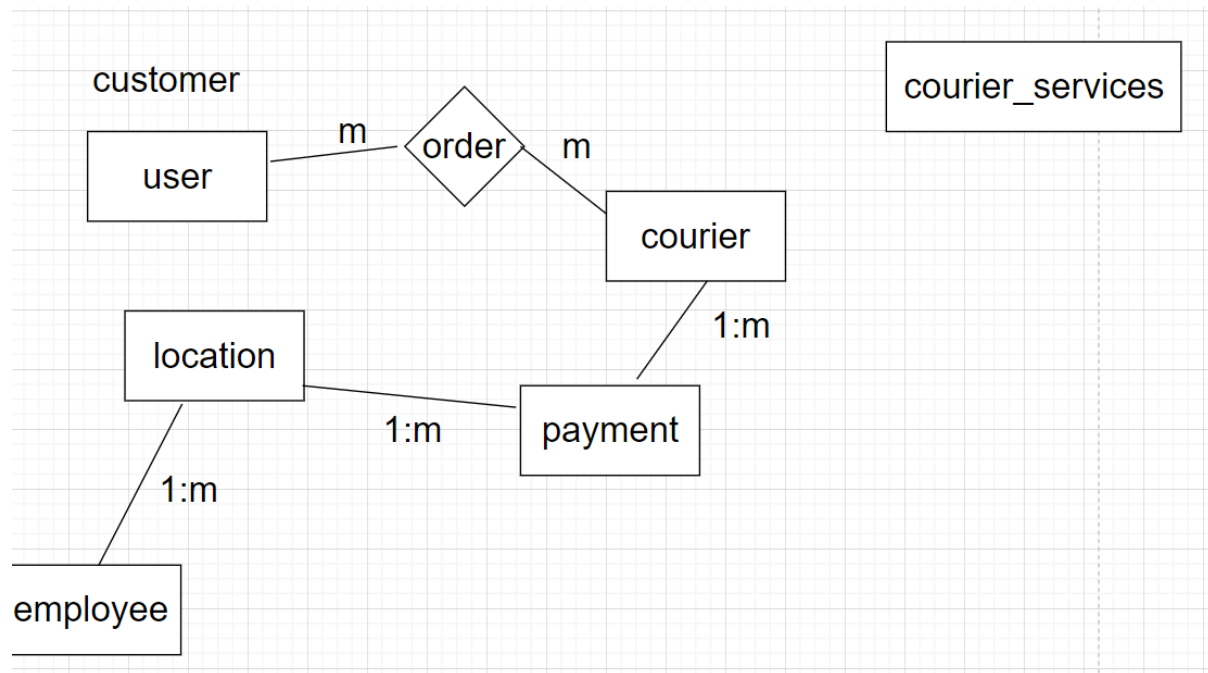 customer
courier_services
user
m
order
m
courier
1:m
location
1:m
payment
1:m
employee